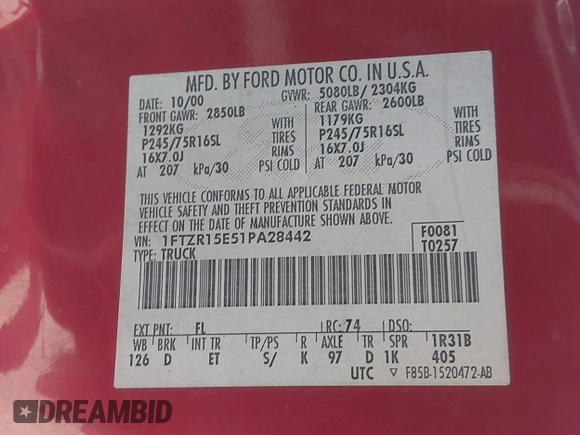 MFD. BY FORD MOTOR CO. IN U.S.A.
DATE: 10/00 GVWR: 5080LB/ 2304KG
FRONT GAWR: 2850LB REAR GAWR: 2600LB
1292KG WITH 1179KG WITH
P245/75R16SL TIRES P245/75R16SL TIRES
16X7.0J RIMS 16X7.0J RIMS
AT 207 kPa/30 PSI COLD AT 207 kPa/30 PSI COLD
THIS VEHICLE CONFORMS TO ALL APPLICABLE FEDERAL MOTOR
VEHICLE SAFETY AND THEFT PREVENTION STANDARDS IN
EFFECT ON THE DATE OF MANUFACTURE SHOWN ABOVE.
VIN: 1FTZR15E51PA28442 F0081
TYPE: TRUCK T0257
EXT PNT: FL RC: 74 DSO:
WB BRK INT TR TP/PS R AXLE TR SPR 1R31B
126 D ET S/ K 97 D 1K 405
UTC ▽ F85B-1520472-AB
DREAMBID